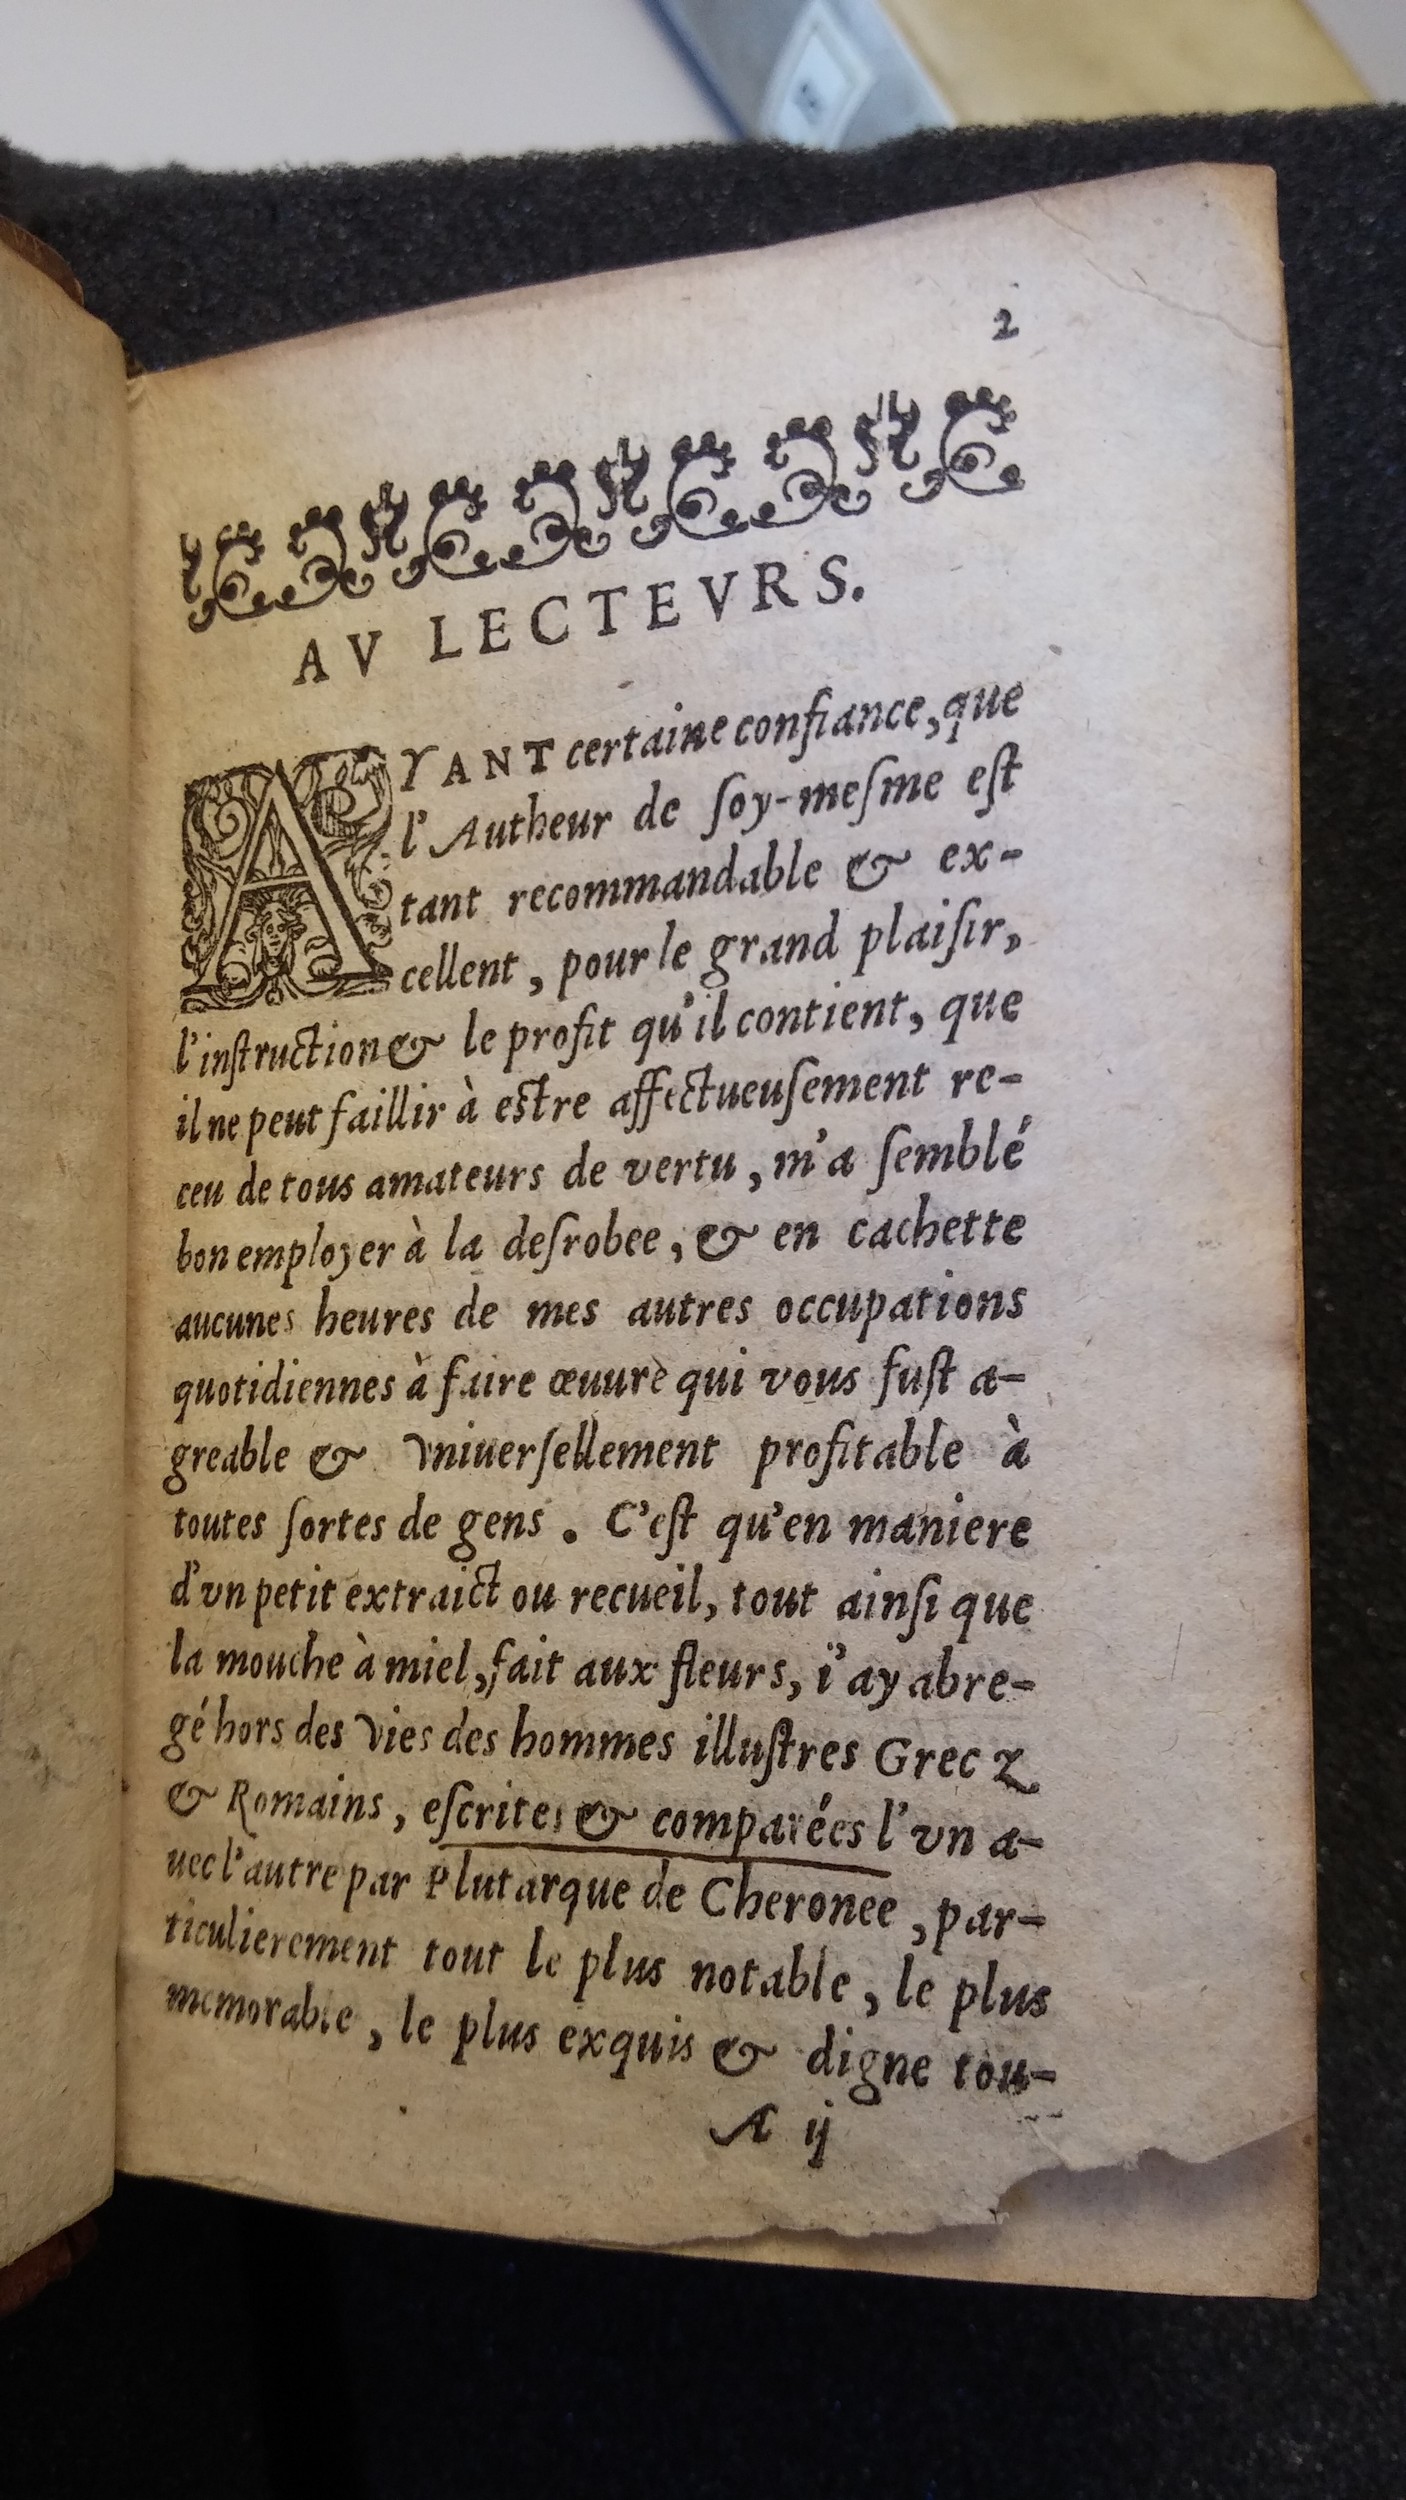 2
AV LECTEVRS.
AYANT certaine confiance, que
l'Autheur de ſoy-meſme eſt
tant recommandable & ex-
cellent, pour le grand plaiſir,
l'inſtruction & le profit qu'il contient, que
il ne peut faillir à eſtre affectueuſement re-
ceu de tous amateurs de vertu, m'a ſemblé
bon employer à la deſrobee, & en cachette
aucunes heures de mes autres occupations
quotidiennes à faire œuure qui vous fuſt a-
greable & vniuerſellement profitable à
toutes ſortes de gens. C'eſt qu'en maniere
d'vn petit extraict ou recueil, tout ainſi que
la mouche à miel, fait aux fleurs, i'ay abre-
gé hors des vies des hommes illuſtres Grecz
& Romains, eſcrites & comparées l'vn a-
uec l'autre par Plutarque de Cheronee, par-
ticulierement tout le plus notable, le plus
memorable, le plus exquis & digne tou-
A ij